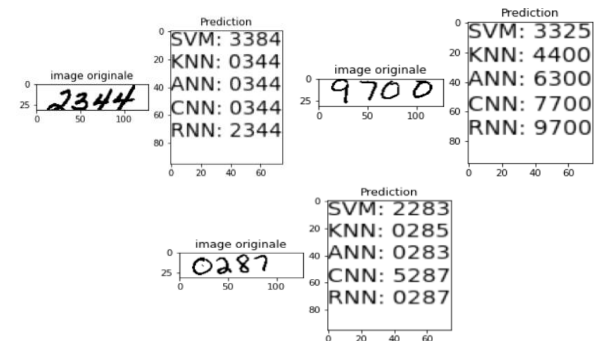 image originale
0
25
2344
0 50 100
Prediction
0
20
40
60
80
SVM: 3384
KNN: 0344
ANN: 0344
CNN: 0344
RNN: 2344
0 20 40 60
image originale
0
25
9700
0 50 100
Prediction
0
20
40
60
80
SVM: 3325
KNN: 4400
ANN: 6300
CNN: 7700
RNN: 9700
0 20 40 60
image originale
0
25
0287
0 50 100
Prediction
0
20
40
60
80
SVM: 2283
KNN: 0285
ANN: 0283
CNN: 5287
RNN: 0287
0 20 40 60